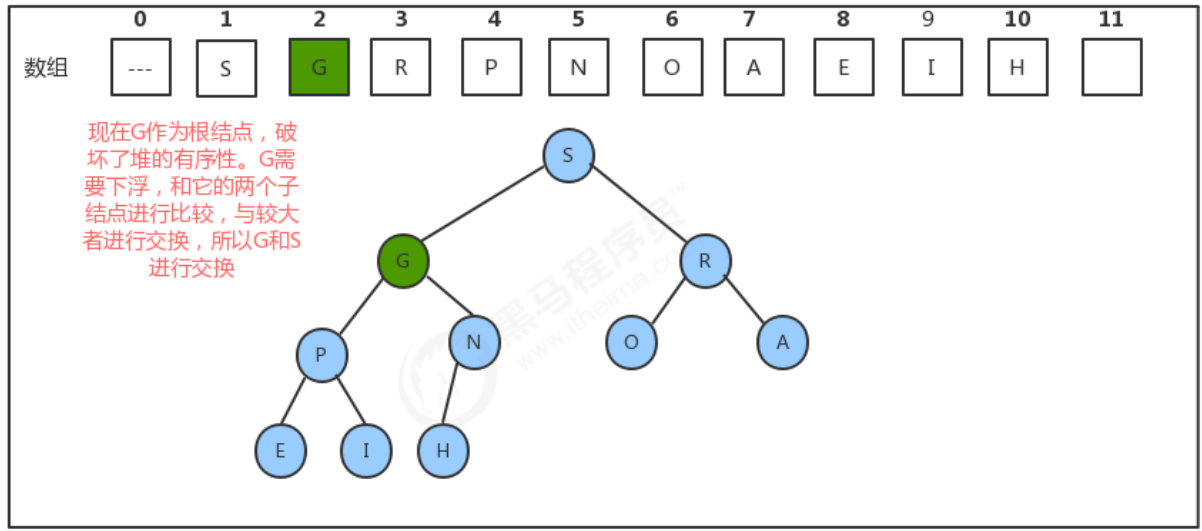 0 1 2 3 4 5 6 7 8 9 10 11
数组 --- S G R P N O A E I H
现在G作为根结点，破
坏了堆的有序性。G需
要下浮，和它的两个子
结点进行比较，与较大
者进行交换，所以G和S
进行交换
S
G R
P N O A
E I H
黑马程序员™
www.itheima.co